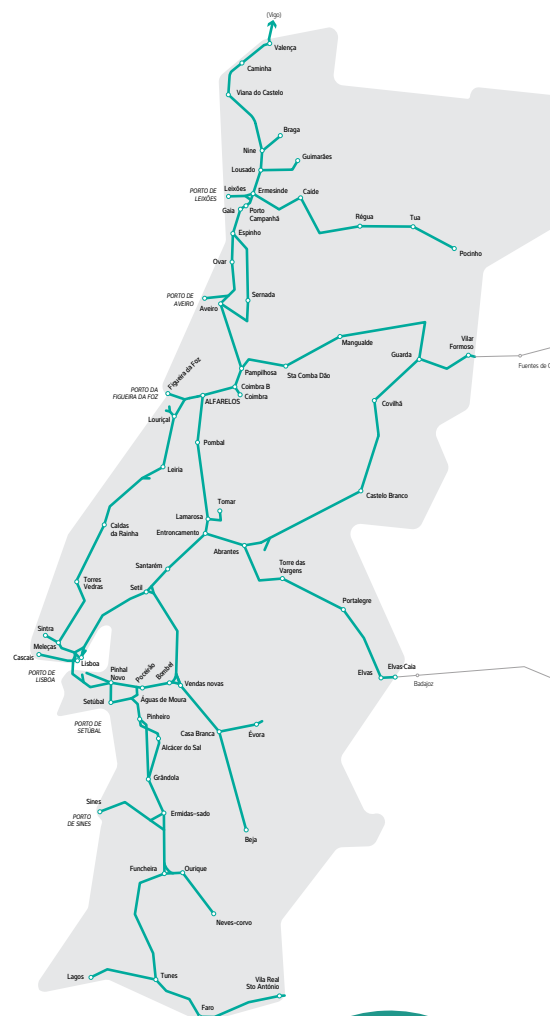 (Vigo)
Valença
Caminha
Viana do Castelo
Braga
Nine
Guimarães
Lousado
PORTO DE
LEIXÕES
Leixões
Ermesinde
Caíde
Gaia
Porto
Campanhã
Régua
Tua
Espinho
Pocinho
Ovar
PORTO DE
AVEIRO
Sernada
Aveiro
Mangualde
Vilar
Formoso
Guarda
Fuentes de O
Figueira da Foz
Pampilhosa
Sta Comba Dão
PORTO DA
FIGUEIRA DA FOZ
Coimbra B
Coimbra
ALFARELOS
Covilhã
Louriçal
Pombal
Leiria
Castelo Branco
Tomar
Lamarosa
Caldas
da Rainha
Entroncamento
Abrantes
Santarém
Torre das
Vargens
Torres
Vedras
Setil
Portalegre
Sintra
Meleças
Cascais
Lisboa
PORTO DE
LISBOA
Pinhal
Novo
Poceirão
Bombel
Elvas
Elvas-Caia
Badajoz
Vendas novas
Setúbal
Águas de Moura
PORTO DE
SETÚBAL
Pinheiro
Casa Branca
Évora
Alcácer do Sal
Grândola
Sines
PORTO
DE SINES
Ermidas-sado
Beja
Funcheira
Ourique
Neves-corvo
Lagos
Tunes
Vila Real
Sto António
Faro